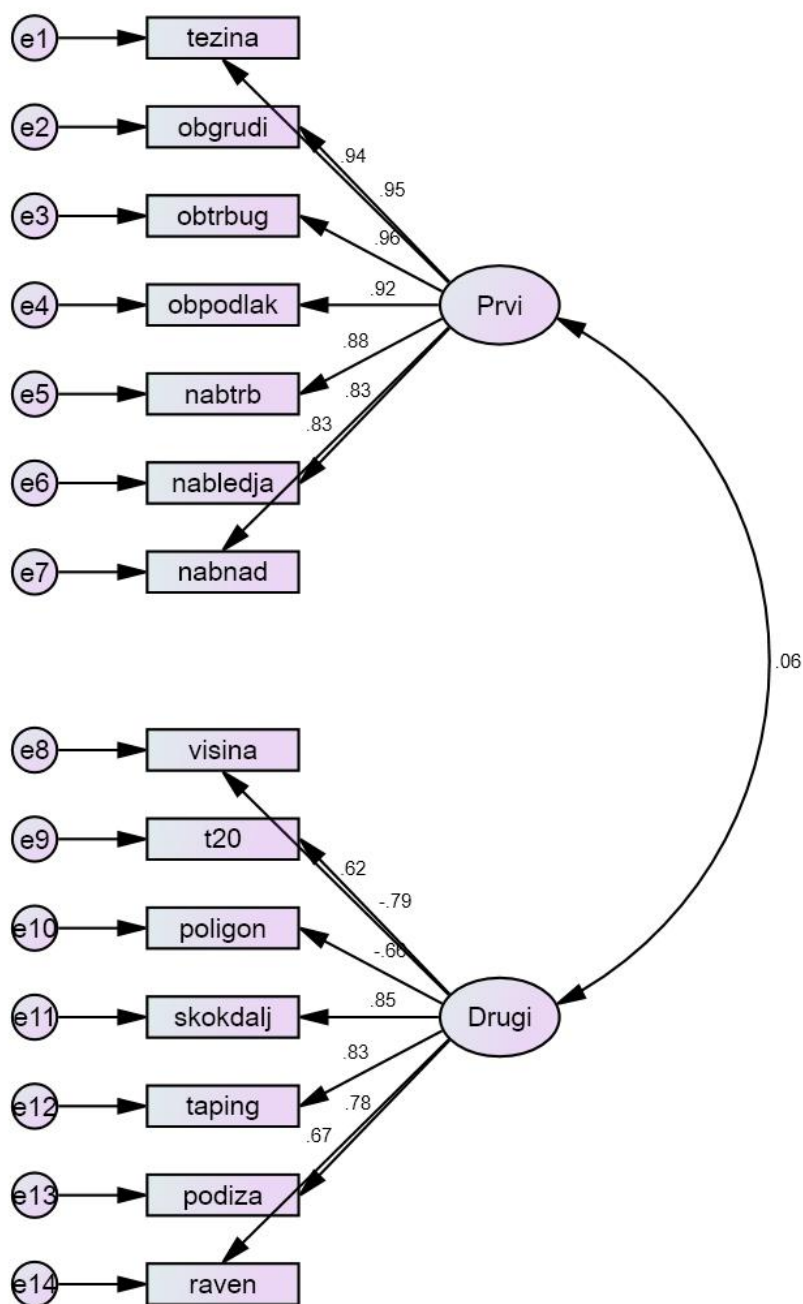 e1 tezina
e2 obgrudi
.94
.95
e3 obtrbug
.96
e4 obpodlak .92 Prvi
.88
e5 nabtrb .83
.83
e6 nabledja
e7 nabnad
.06
e8 visina
e9 t20
.62
-.79
e10 poligon
-.66
e11 skokdalj .85 Drugi
.83
e12 taping .78
.67
e13 podiza
e14 raven